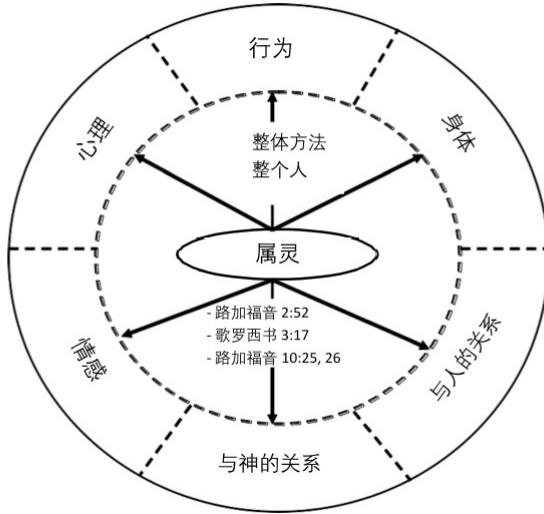 行为
心理
身体
整体方法
整个人
属灵
- 路加福音 2:52
- 歌罗西书 3:17
- 路加福音 10:25, 26
情感
与人的关系
与神的关系